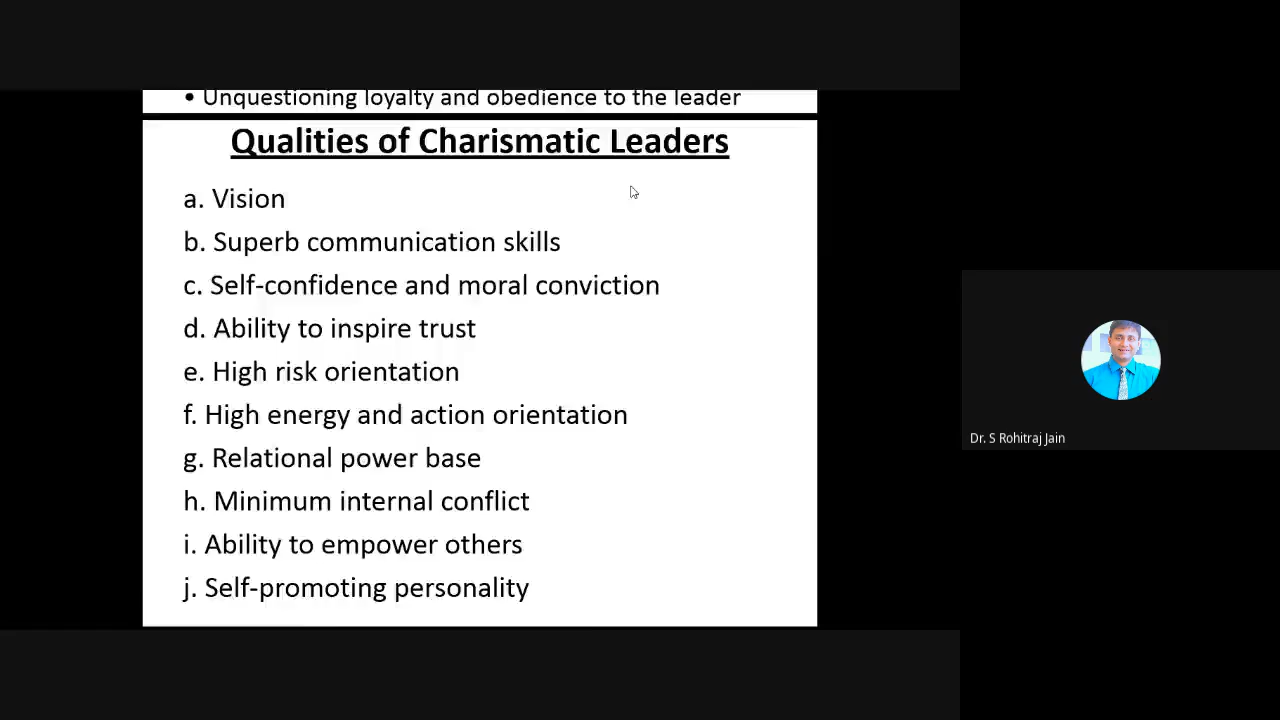 • Unquestioning loyalty and obedience to the leader
Qualities of Charismatic Leaders
a. Vision
b. Superb communication skills
c. Self-confidence and moral conviction
d. Ability to inspire trust
e. High risk orientation
f. High energy and action orientation
g. Relational power base
h. Minimum internal conflict
i. Ability to empower others
j. Self-promoting personality
Dr. S Rohitraj Jain